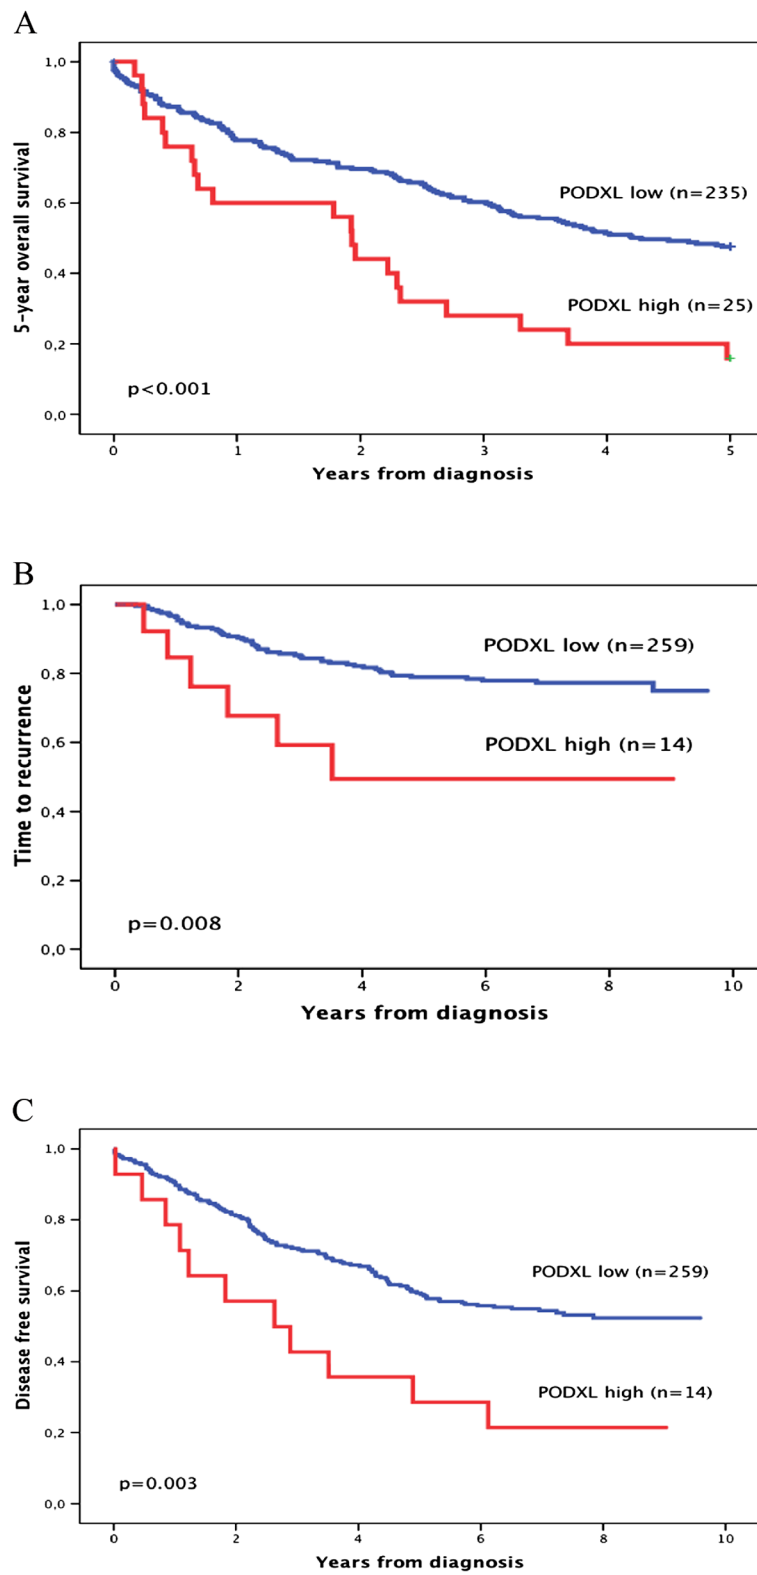 A
5-year overall survival
1,0
0,8
0,6
0,4
0,2
0,0
PODXL low (n=235)
PODXL high (n=25)
p<0.001
0 1 2 3 4 5
Years from diagnosis
B
Time to recurrence
1,0
0,8
0,6
0,4
0,2
0,0
PODXL low (n=259)
PODXL high (n=14)
p=0.008
0 2 4 6 8 10
Years from diagnosis
C
Disease free survival
1,0
0,8
0,6
0,4
0,2
0,0
PODXL low (n=259)
PODXL high (n=14)
p=0.003
0 2 4 6 8 10
Years from diagnosis